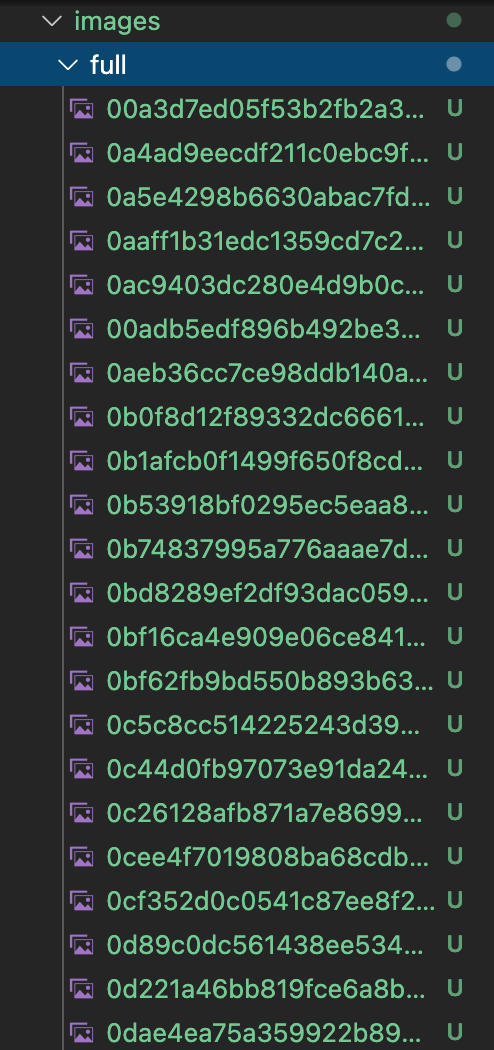 images
full
00a3d7ed05f53b2fb2a3... U
0a4ad9eecdf211c0ebc9f... U
0a5e4298b6630abac7fd... U
0aaff1b31edc1359cd7c2... U
0ac9403dc280e4d9b0c... U
00adb5edf896b492be3... U
0aeb36cc7ce98ddb140a... U
0b0f8d12f89332dc6661... U
0b1afcb0f1499f650f8cd... U
0b53918bf0295ec5eaa8... U
0b74837995a776aaae7d... U
0bd8289ef2df93dac059... U
0bf16ca4e909e06ce841... U
0bf62fb9bd550b893b63... U
0c5c8cc514225243d39... U
0c44d0fb97073e91da24... U
0c26128afb871a7e8699... U
0cee4f7019808ba68cdb... U
0cf352d0c0541c87ee8f2... U
0d89c0dc561438ee534... U
0d221a46bb819fce6a8b... U
0dae4ea75a359922b89... U